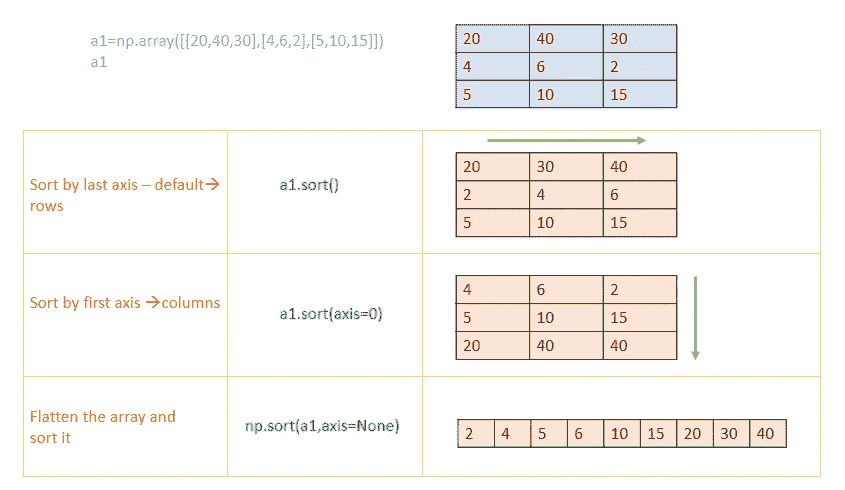 a1=np.array([[20,40,30],[4,6,2],[5,10,15]])
a1
20 40 30
4 6 2
5 10 15
Sort by last axis – default→
rows
a1.sort()
20 30 40
2 4 6
5 10 15
Sort by first axis →columns
a1.sort(axis=0)
4 6 2
5 10 15
20 40 40
Flatten the array and
sort it
np.sort(a1,axis=None)
2 4 5 6 10 15 20 30 40